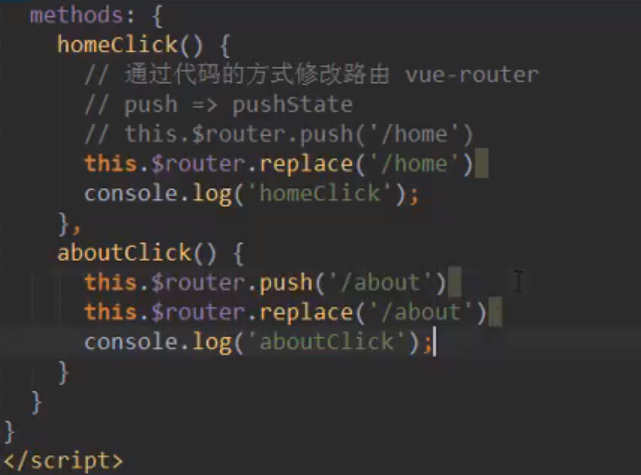 methods: {
homeClick() {
// 通过代码的方式修改路由 vue-router
// push => pushState
// this.$router.push('/home')
this.$router.replace('/home')
console.log('homeClick');
},
aboutClick() {
this.$router.push('/about')
this.$router.replace('/about')
console.log('aboutClick');
}
}
}
</script>